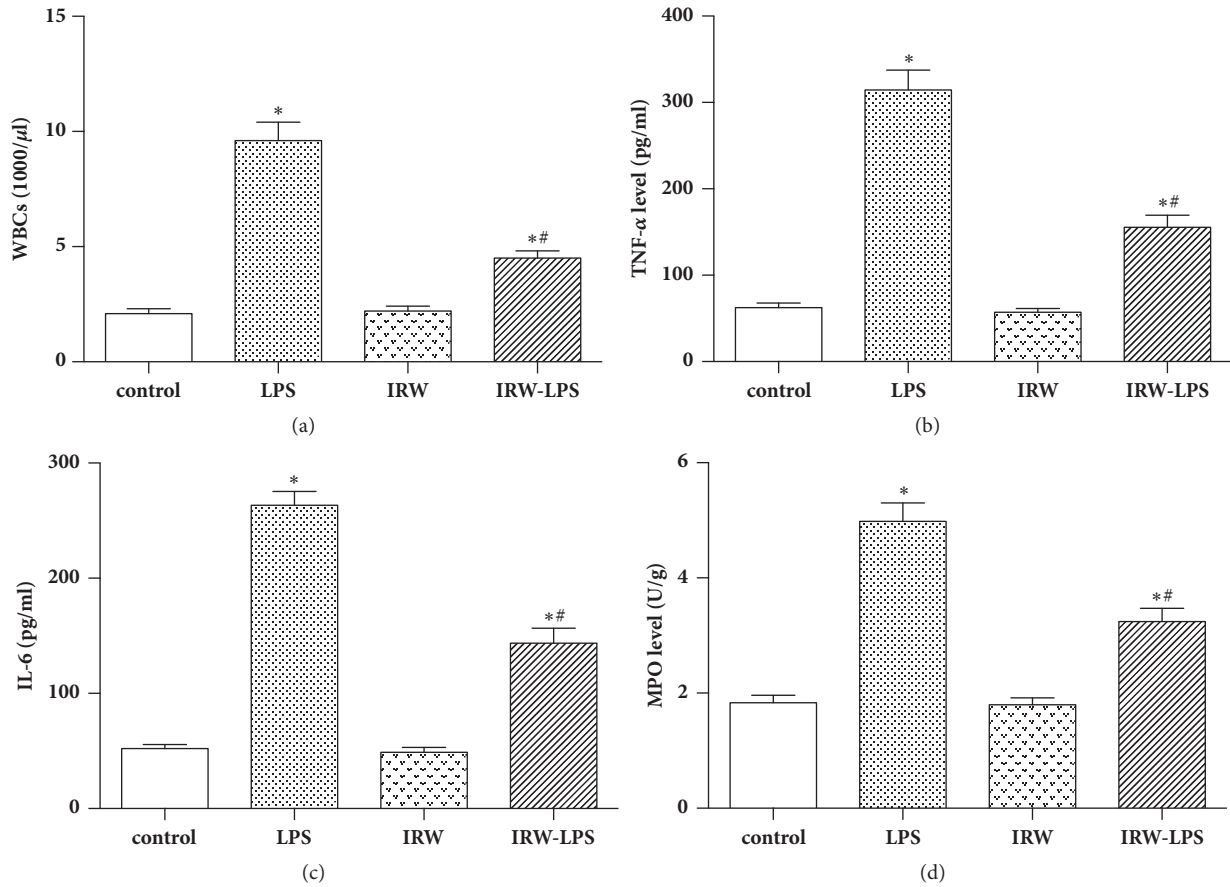 WBCs (1000/μl)
15
10
5
0
*
*#
control LPS IRW IRW-LPS
(a)
TNF-α level (pg/ml)
400
300
200
100
0
*
*#
control LPS IRW IRW-LPS
(b)
IL-6 (pg/ml)
300
200
100
0
*
*#
control LPS IRW IRW-LPS
(c)
MPO level (U/g)
6
4
2
0
*
*#
control LPS IRW IRW-LPS
(d)